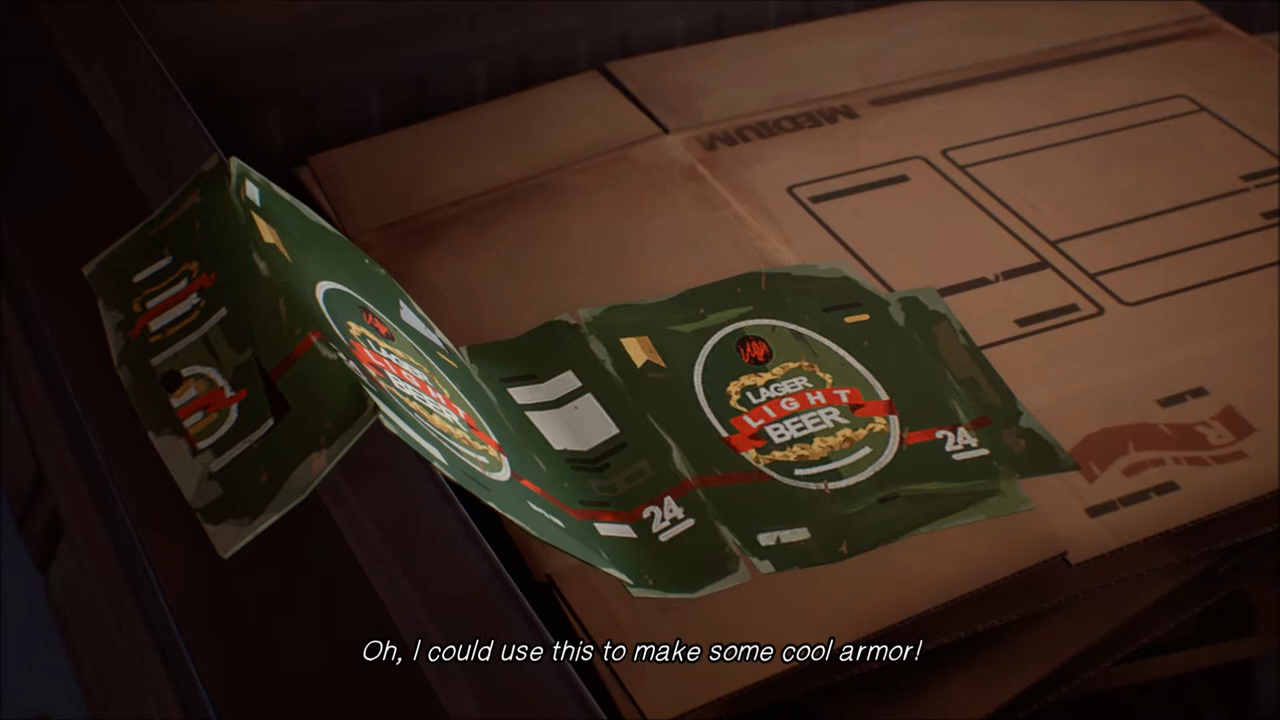 MEDIUM
LAGER
LIGHT
BEER
24
LAGER
LIGHT
BEER
24
R
Oh, I could use this to make some cool armor!